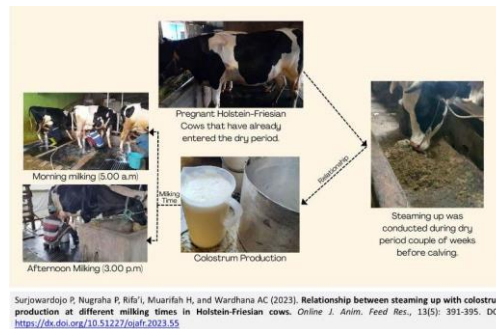 Pregnant Holstein-Friesian
Cows that have already
entered the dry period.
Morning milking (5.00 a.m)
Milking
Time
Relationship
Steaming up was
conducted during dry
period couple of weeks
before calving.
Afternoon Milking (3.00 p.m)
Colostrum Production
Surjowardojo P, Nugraha P, Rifa'i, Muarifah H, and Wardhana AC (2023). Relationship between steaming up with colostru
production at different milking times in Holstein-Friesian cows. Online J. Anim. Feed Res., 13(5): 391-395. DO
https://dx.doi.org/10.51227/ojafr.2023.55